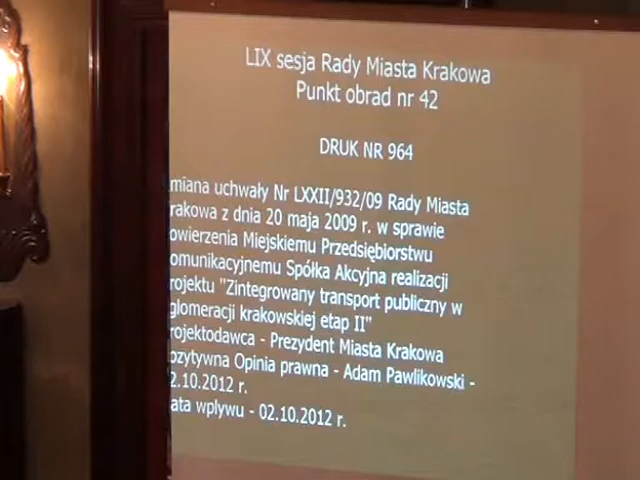 LIX sesja Rady Miasta Krakowa
Punkt obrad nr 42
DRUK NR 964
miana uchwały Nr LXXII/932/09 Rady Miasta
rakowa z dnia 20 maja 2009 r. w sprawie
owierzenia Miejskiemu Przedsiębiorstwu
omunikacyjnemu Spółka Akcyjna realizacji
rojektu "Zintegrowany transport publiczny w
glomeracji krakowskiej etap II"
rojektodawca - Prezydent Miasta Krakowa
ozytywna Opinia prawna - Adam Pawlikowski -
2.10.2012 r.
ata wpływu - 02.10.2012 r.